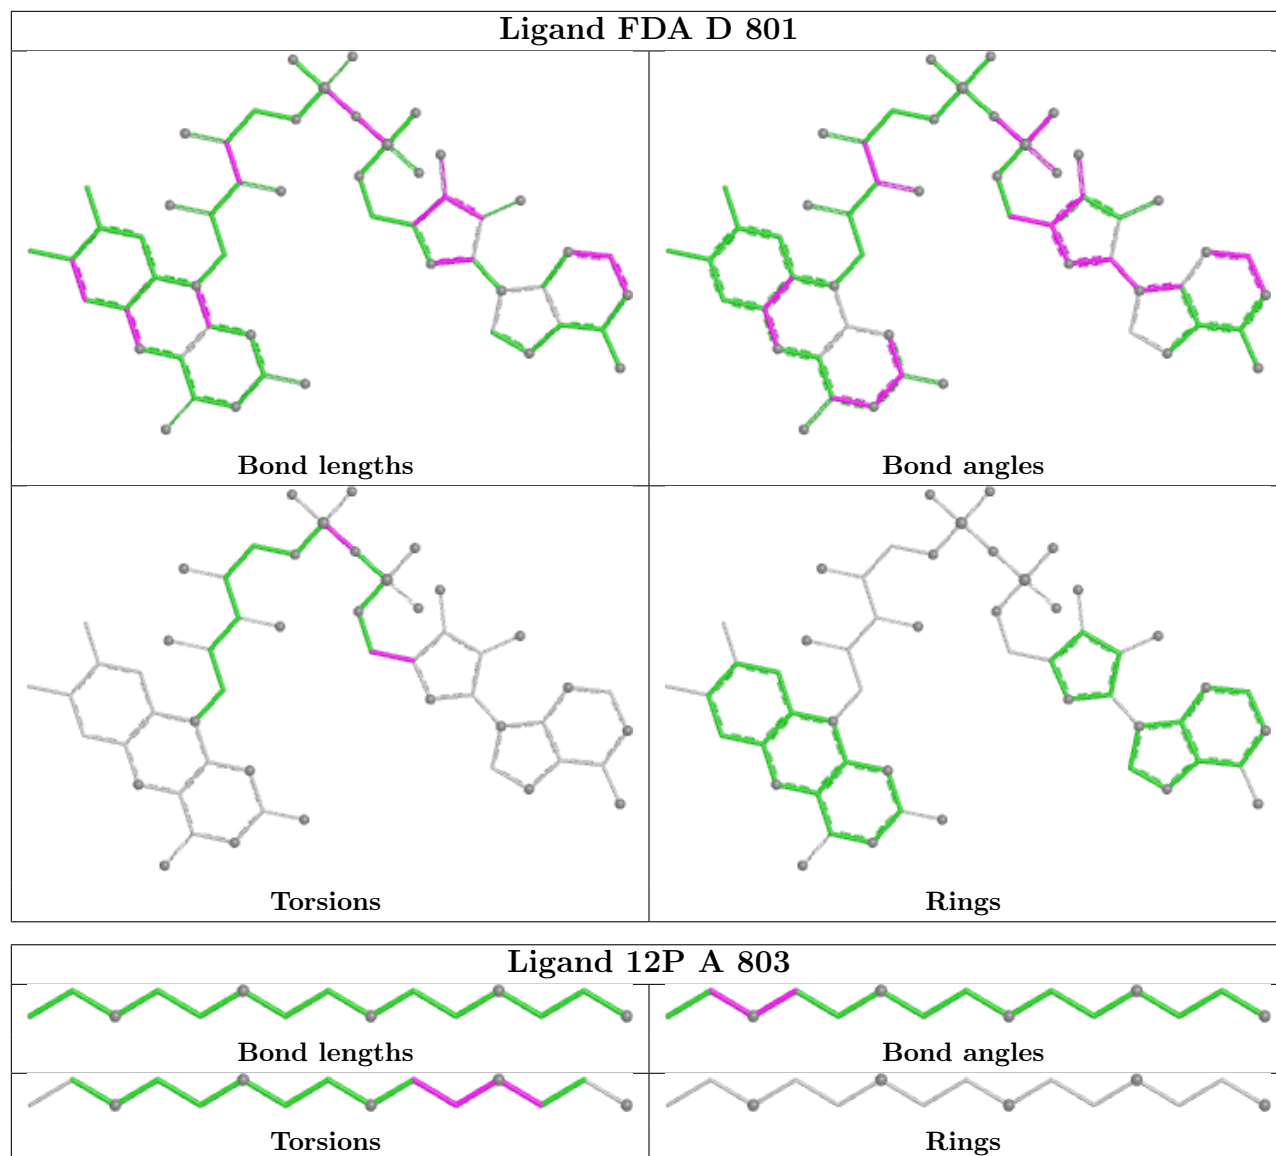 Ligand FDA D 801
Bond lengths
Bond angles
Torsions
Rings
Ligand 12P A 803
Bond lengths
Bond angles
Torsions
Rings